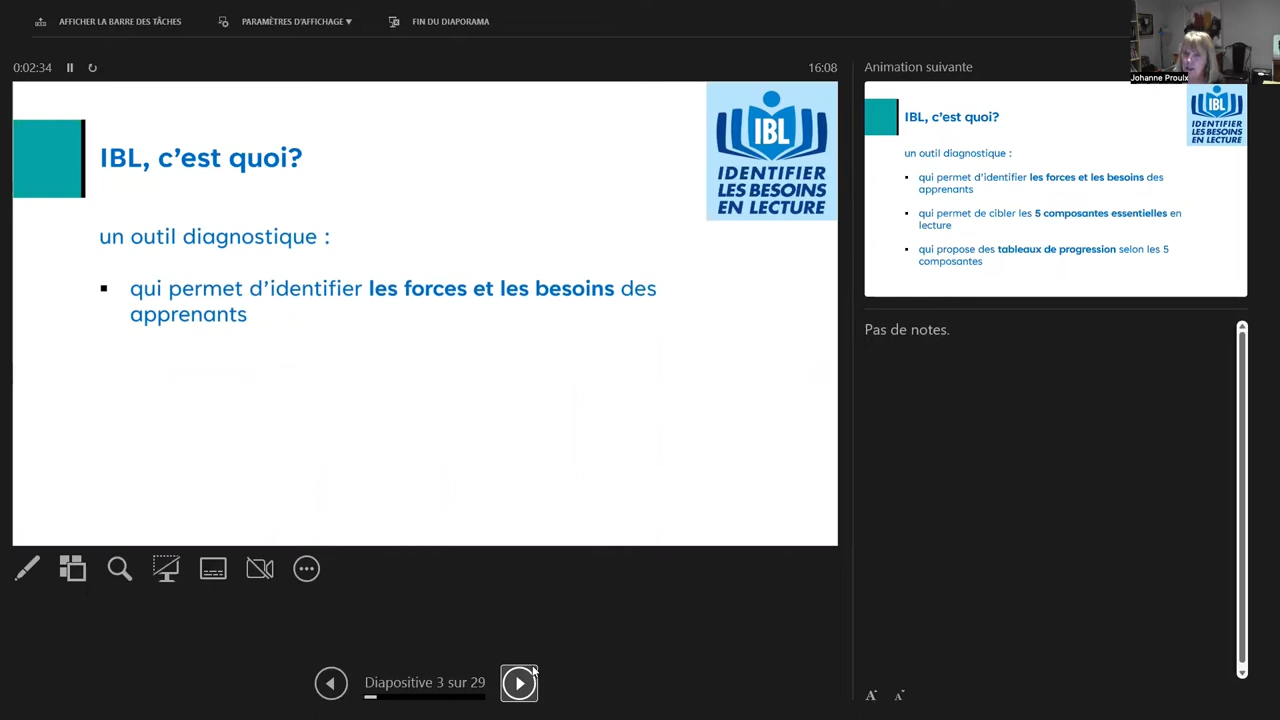 AFFICHER LA BARRE DES TÂCHES
PARAMÈTRES D'AFFICHAGE ▼
FIN DU DIAPORAMA
0:02:34
16:08
IBL, c’est quoi?
IBL
IDENTIFIER
LES BESOINS
EN LECTURE
un outil diagnostique :
▪ qui permet d’identifier les forces et les besoins des
apprenants
Diapositive 3 sur 29
Johanne Proulx
Animation suivante
IBL, c’est quoi?
IBL
IDENTIFIER
LES BESOINS
EN LECTURE
un outil diagnostique :
▪ qui permet d’identifier les forces et les besoins des
apprenants
▪ qui permet de cibler les 5 composantes essentielles en
lecture
▪ qui propose des tableaux de progression selon les 5
composantes
Pas de notes.
A A